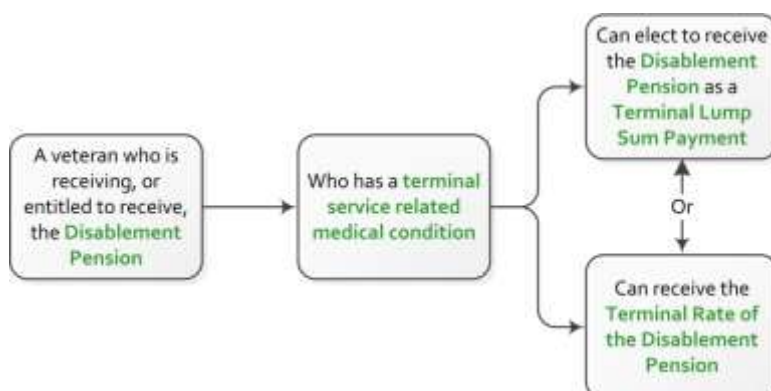 Can elect to receive
the Disablement
Pension as a
Terminal Lump
Sum Payment
A veteran who is
receiving, or
entitled to receive,
the Disablement
Pension
Who has a terminal
service related
medical condition
Or
Can receive the
Terminal Rate of
the Disablement
Pension